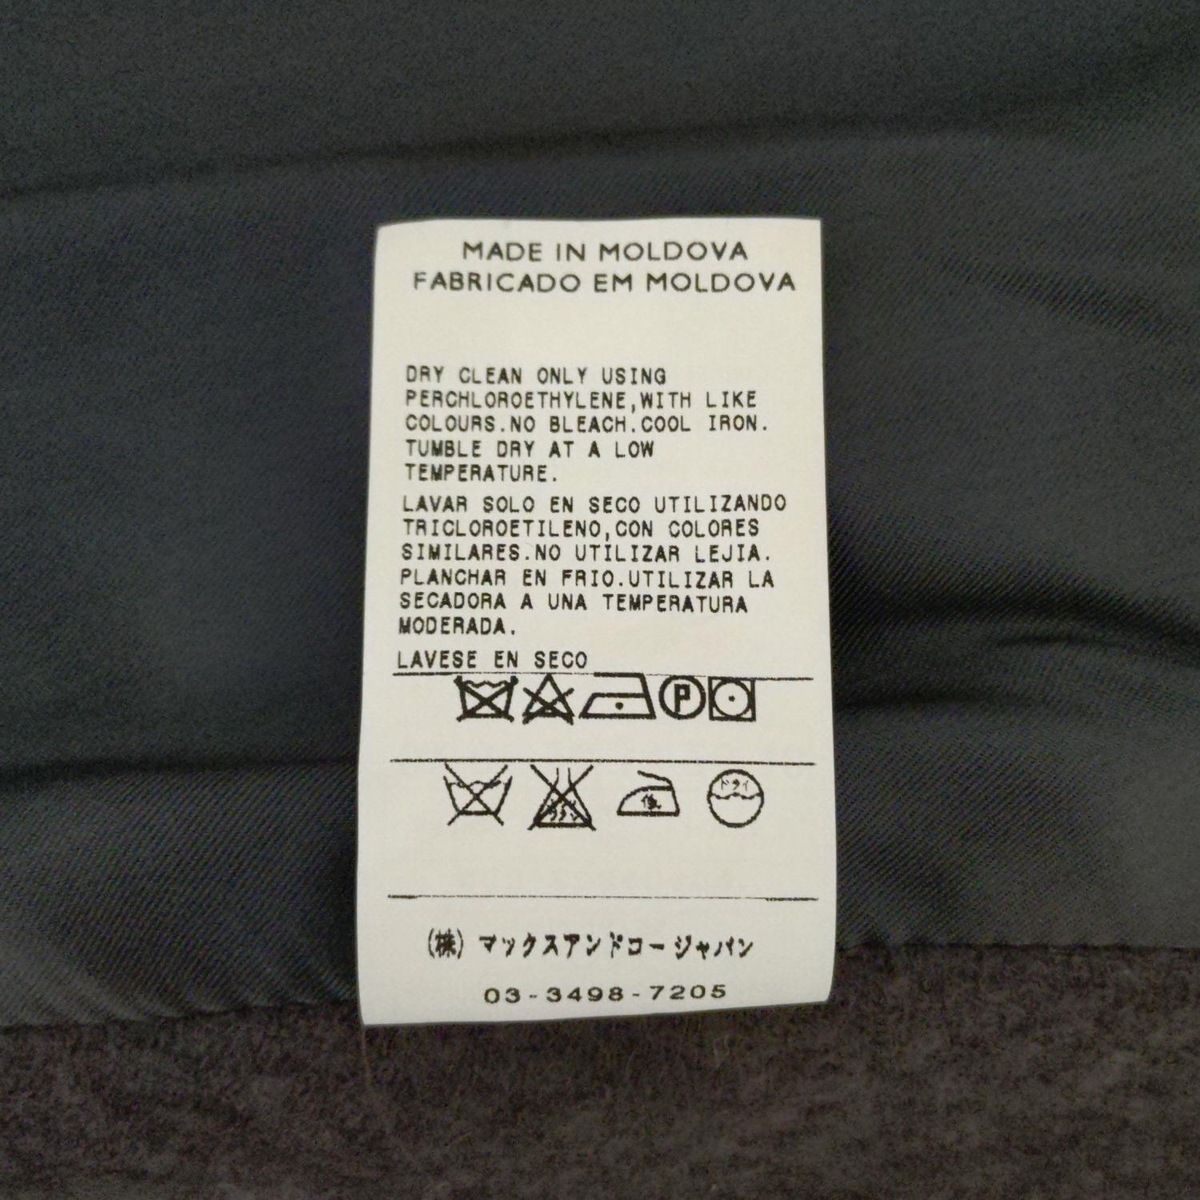 MADE IN MOLDOVA
FABRICADO EM MOLDOVA
DRY CLEAN ONLY USING
PERCHLOROETHYLENE,WITH LIKE
COLOURS.NO BLEACH.COOL IRON.
TUMBLE DRY AT A LOW
TEMPERATURE.
LAVAR SOLO EN SECO UTILIZANDO
TRICLOROETILENO,CON COLORES
SIMILARES.NO UTILIZAR LEJIA.
PLANCHAR EN FRIO.UTILIZAR LA
SECADORA A UNA TEMPERATURA
MODERADA.
LAVESE EN SECO
P
低 ドライ
(株) マックスアンドコージャパン
03-3498-7205